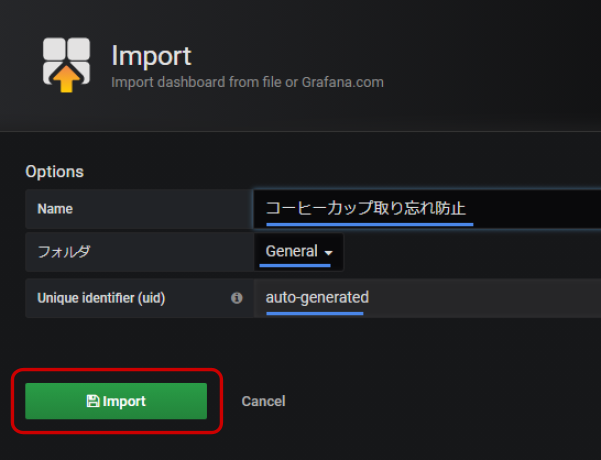 Import
Import dashboard from file or Grafana.com
Options
Name コーヒーカップ取り忘れ防止
フォルダ General
Unique identifier (uid) auto-generated
Import Cancel